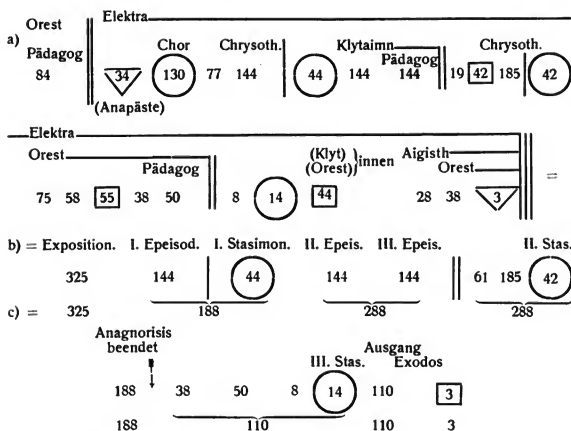 Orest Elektra
a) Pädagog Chor Chrysoth. Klytaimn Pädagog Chrysoth.
84 34 130 77 144 44 144 144 19 42 185 42
(Anapäste)
Elektra
Orest Pädagog (Klyt) (Orest) } innen Aigisth Orest
75 58 55 38 50 8 14 44 28 38 3 =
b) = Exposition. I. Epeisod. I. Stasimon. II. Epeis. III. Epeis. II. Stas.
325 144 44 144 144 61 185 42
c) = 325 188 288 288
Anagnorisis Ausgang
beendet III. Stas. Exodos
188 38 50 8 14 110 3
188 110 110 3